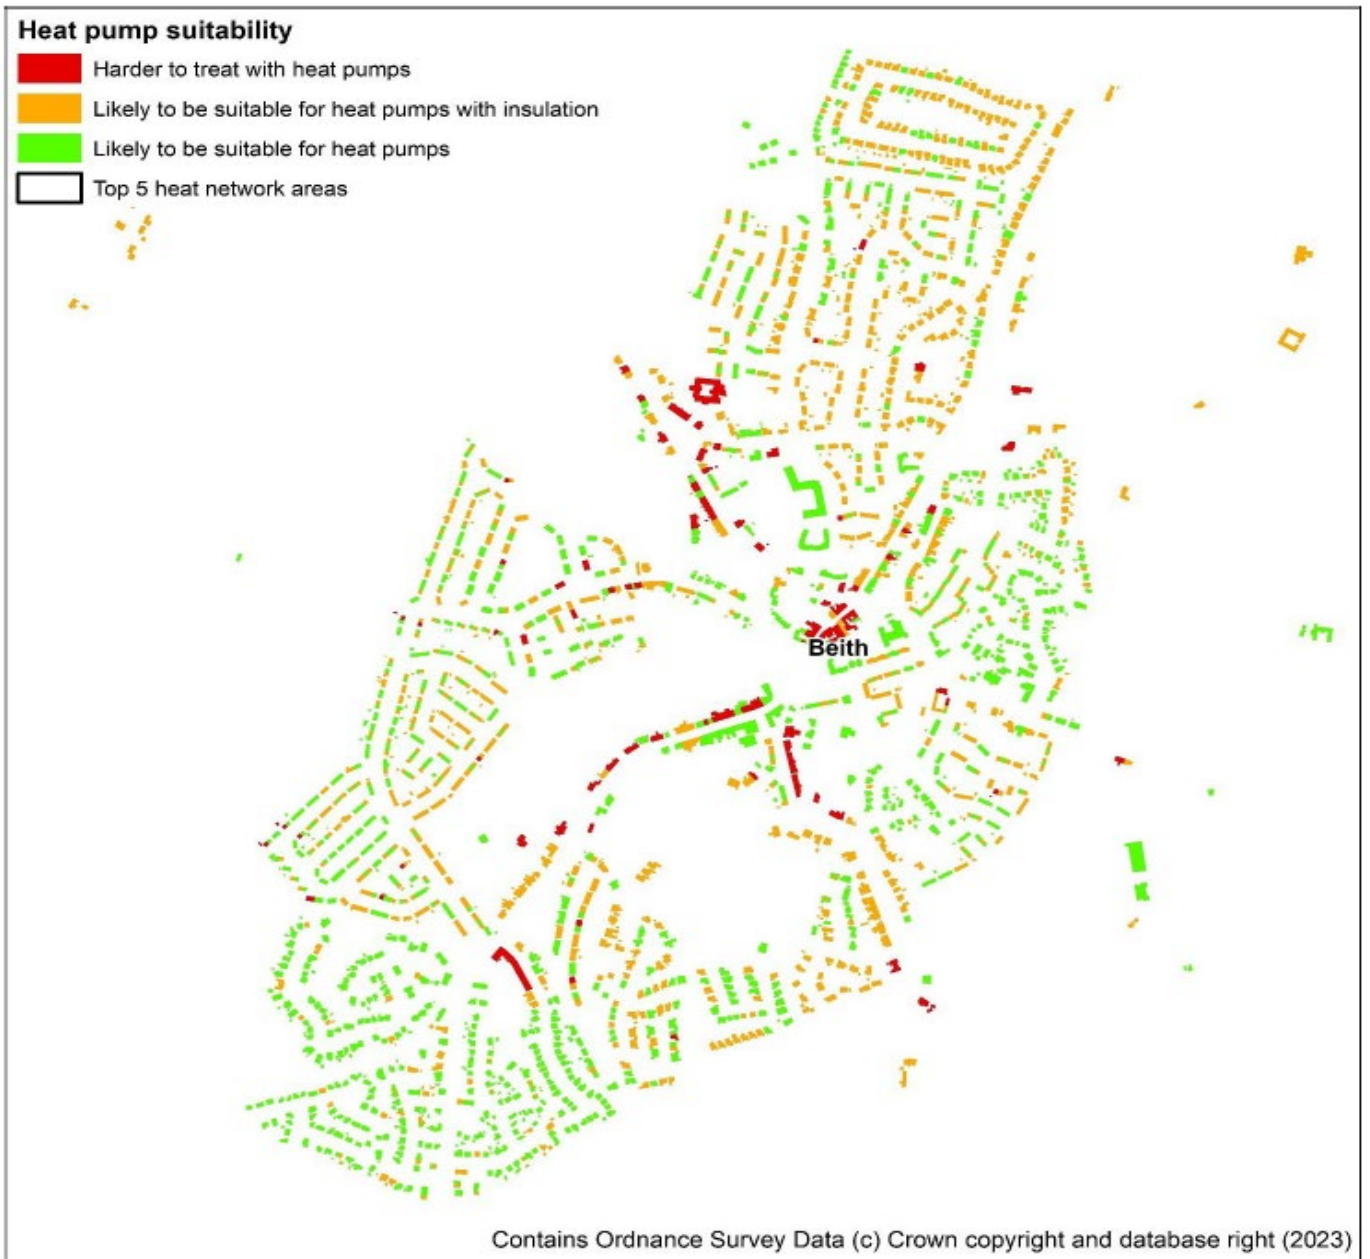 Heat pump suitability
Harder to treat with heat pumps
Likely to be suitable for heat pumps with insulation
Likely to be suitable for heat pumps
Top 5 heat network areas
Beith
Contains Ordnance Survey Data (c) Crown copyright and database right (2023)